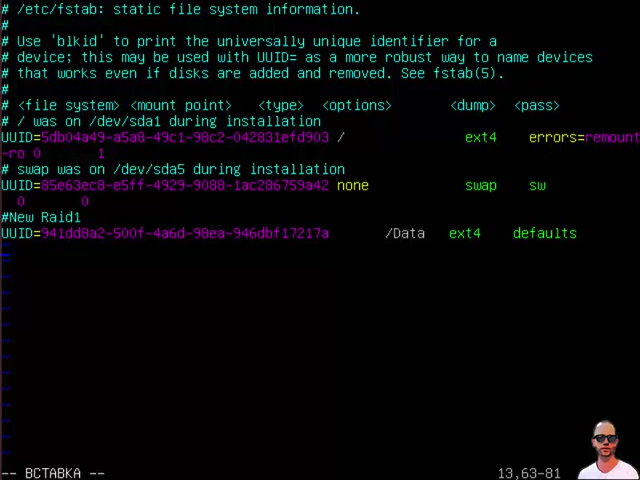 # /etc/fstab: static file system information.
#
# Use 'blkid' to print the universally unique identifier for a
# device; this may be used with UUID= as a more robust way to name devices
# that works even if disks are added and removed. See fstab(5).
#
# <file system> <mount point>   <type>  <options>       <dump>  <pass>
# / was on /dev/sda1 during installation
UUID=5db04a49-a5a8-49c1-98c2-042831efd903 /               ext4    errors=remount
-ro 0       1
# swap was on /dev/sda5 during installation
UUID=85e63ec8-e5ff-4929-9088-1ac286759a42 none            swap    sw
  0       0
#New Raid1
UUID=941dd8a2-500f-4a6d-98ea-946dbf17217a       /Data   ext4    defaults
-- ВСТАВКА --                                                 13,63-81